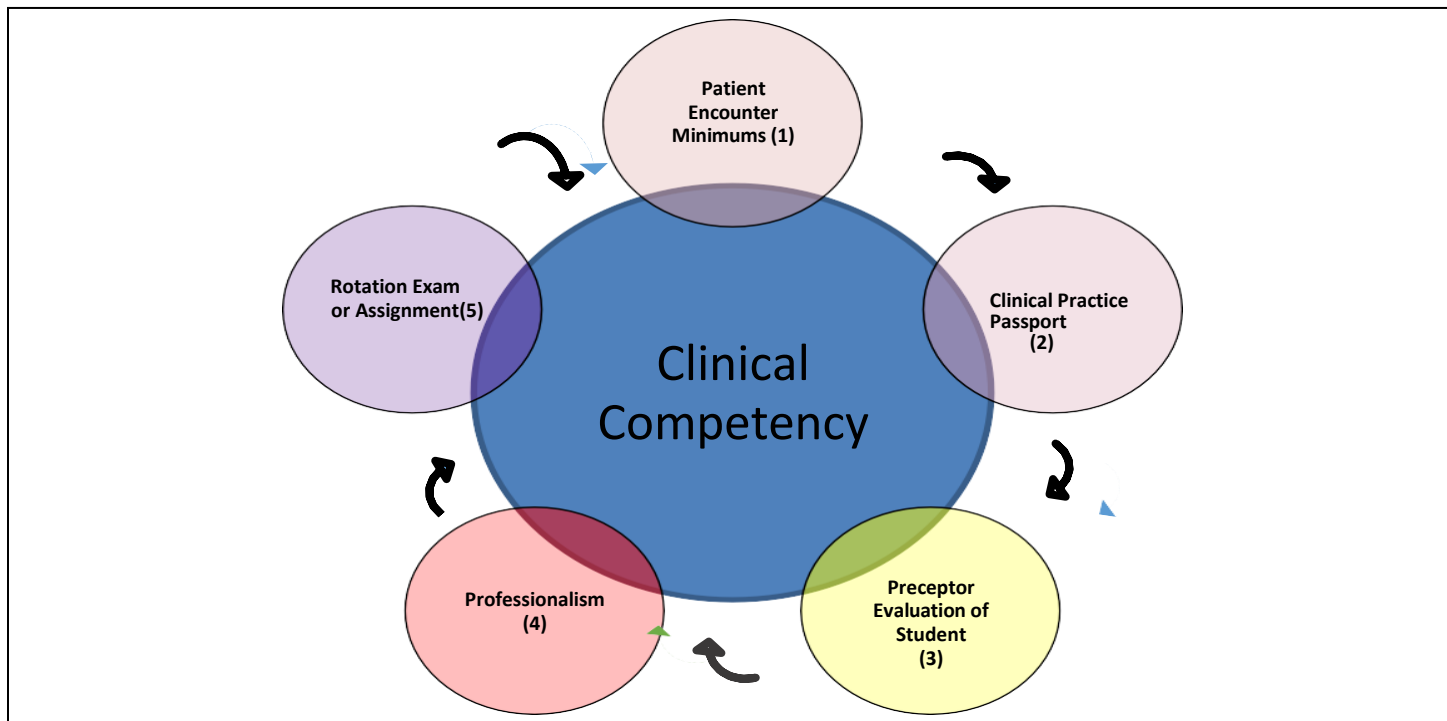 Patient
Encounter
Minimums (1)
Clinical Practice
Passport
(2)
Preceptor
Evaluation of
Student
(3)
Professionalism
(4)
Rotation Exam
or Assignment(5)
Clinical
Competency